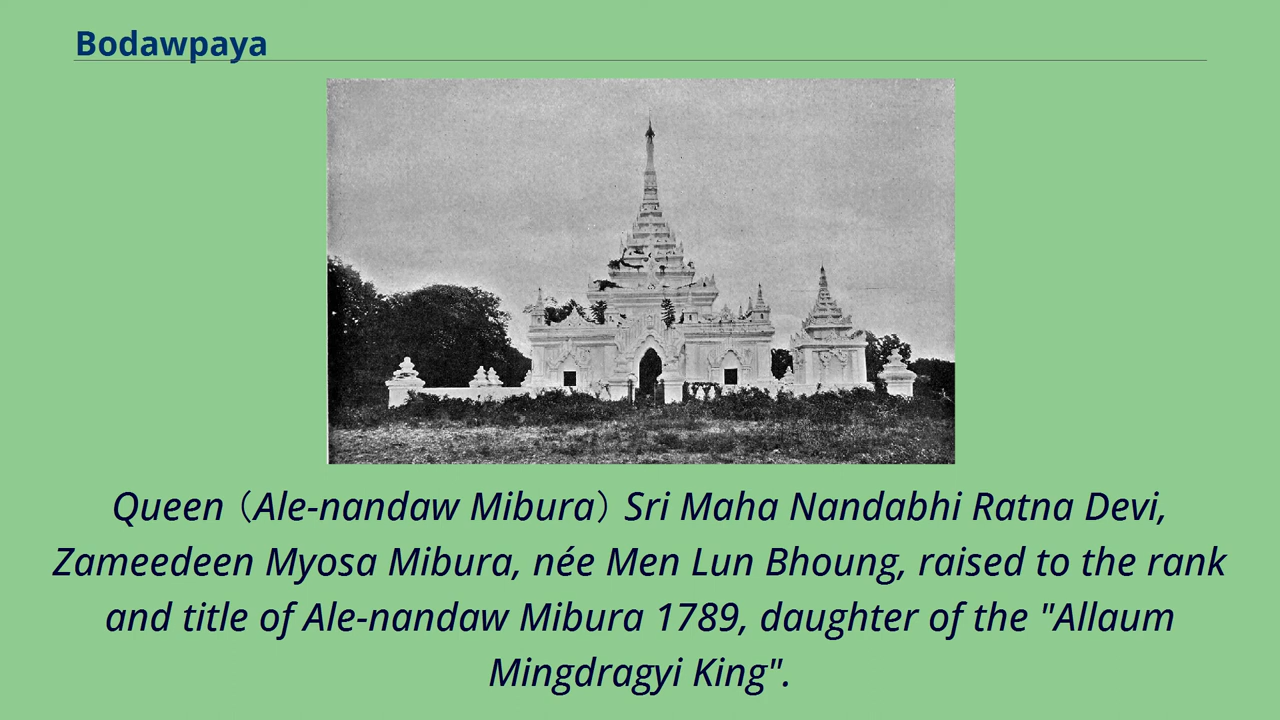 Bodawpaya
Queen（Ale-nandaw Mibura）Sri Maha Nandabhi Ratna Devi,
Zameedeen Myosa Mibura, née Men Lun Bhoung, raised to the rank
and title of Ale-nandaw Mibura 1789, daughter of the "Allaum
Mingdragyi King".